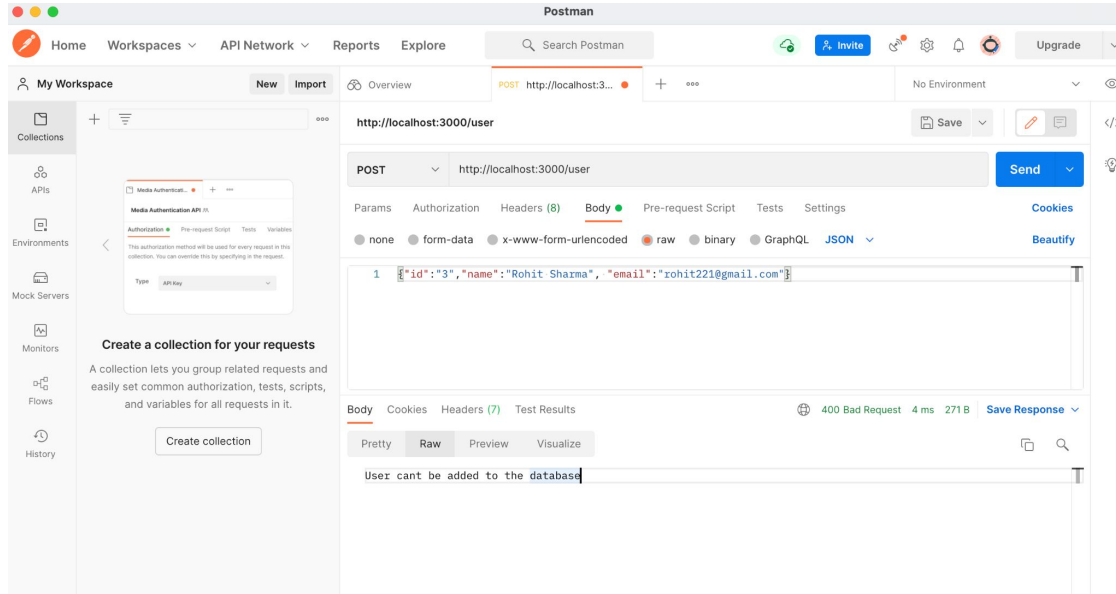 Postman
Home Workspaces API Network Reports Explore Search Postman Invite Upgrade
My Workspace New Import Overview POST http://localhost:3... No Environment
Collections
APIs
Environments
Mock Servers
Monitors
Flows
History
Media Authenticati...
Media Authentication API
Authorization Pre-request Script Tests Variables
This authorization method will be used for every request in this
collection. You can override this by specifying in the request.
Type API Key
Create a collection for your requests
A collection lets you group related requests and
easily set common authorization, tests, scripts,
and variables for all requests in it.
Create collection
http://localhost:3000/user Save
POST http://localhost:3000/user Send
Params Authorization Headers (8) Body Pre-request Script Tests Settings Cookies
none form-data x-www-form-urlencoded raw binary GraphQL JSON Beautify
1 {"id":"3","name":"Rohit Sharma", "email":"rohit221@gmail.com"}
Body Cookies Headers (7) Test Results 400 Bad Request 4 ms 271 B Save Response
Pretty Raw Preview Visualize
User cant be added to the database